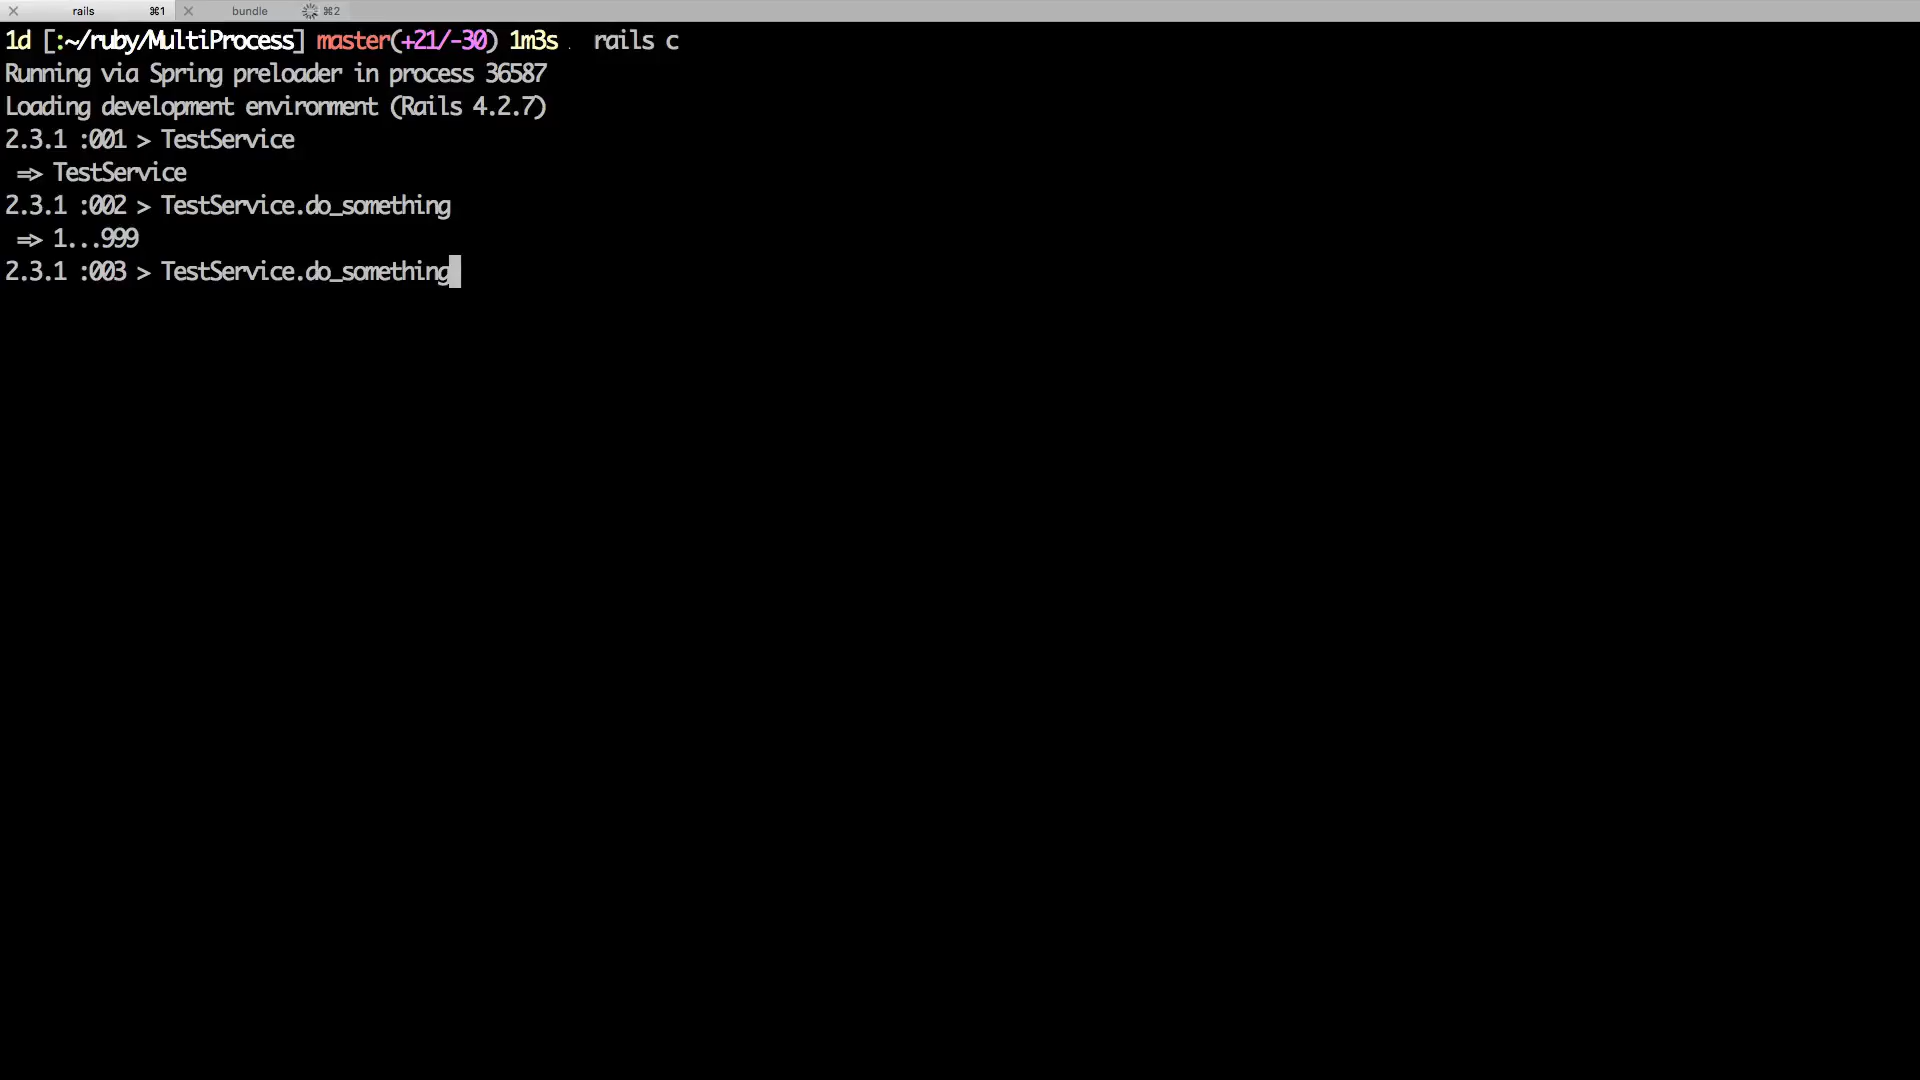 rails ⌘1 bundle ⌘2
1d [:~/ruby/MultiProcess] master(+21/-30) 1m3s . rails c
Running via Spring preloader in process 36587
Loading development environment (Rails 4.2.7)
2.3.1 :001 > TestService
=> TestService
2.3.1 :002 > TestService.do_something
=> 1...999
2.3.1 :003 > TestService.do_something